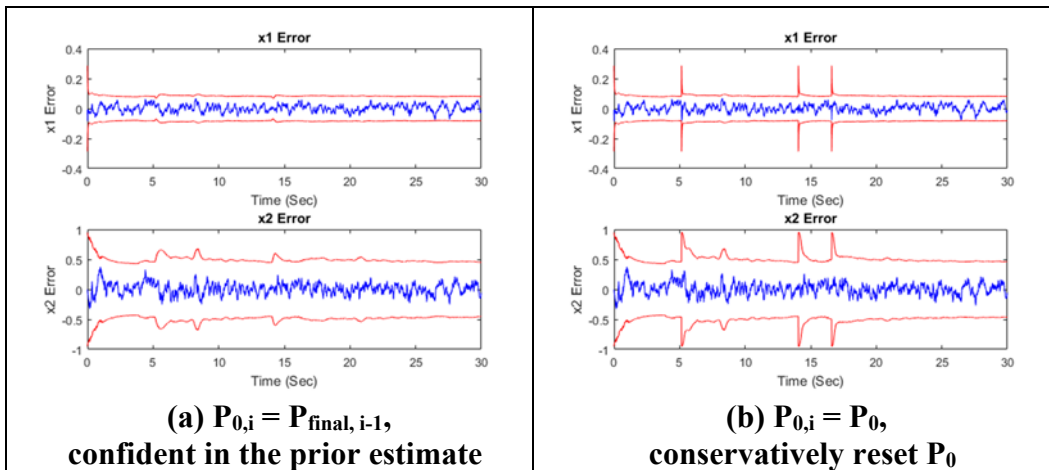 x1 Error
0.4
0.2
0
-0.2
-0.4
x1 Error
0 5 10 15 20 25 30
Time (Sec)
x2 Error
1
0.5
0
-0.5
-1
x2 Error
0 5 10 15 20 25 30
Time (Sec)
(a) P0,i = Pfinal, i-1,
confident in the prior estimate
x1 Error
0.4
0.2
0
-0.2
-0.4
x1 Error
0 5 10 15 20 25 30
Time (Sec)
x2 Error
1
0.5
0
-0.5
-1
x2 Error
0 5 10 15 20 25 30
Time (Sec)
(b) P0,i = P0,
conservatively reset P0